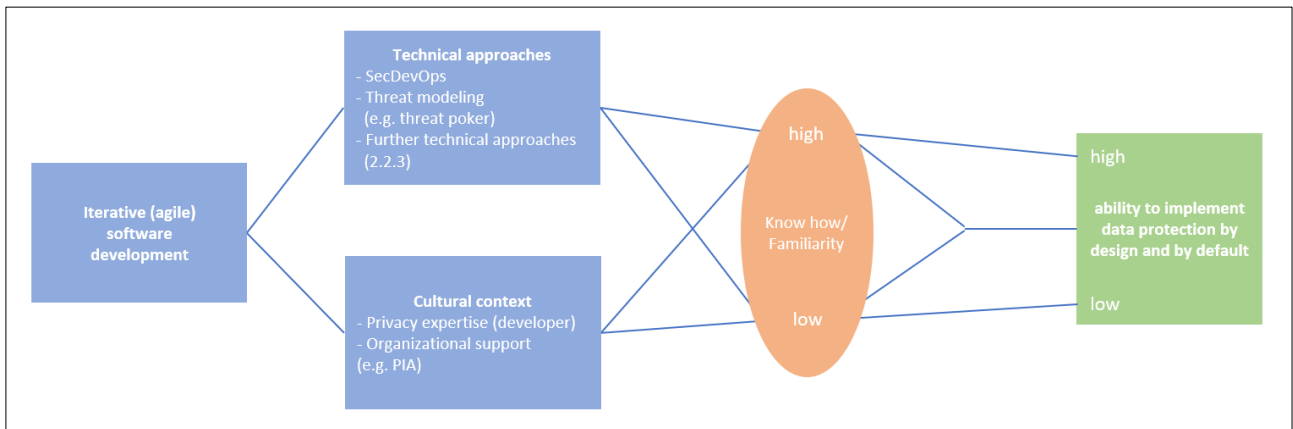 Technical approaches
- SecDevOps
- Threat modeling
(e.g. threat poker)
- Further technical approaches
(2.2.3)
Iterative (agile)
software
development
Cultural context
- Privacy expertise (developer)
- Organizational support
(e.g. PIA)
high
Know how/
Familiarity
low
high
ability to implement
data protection by
design and by default
low